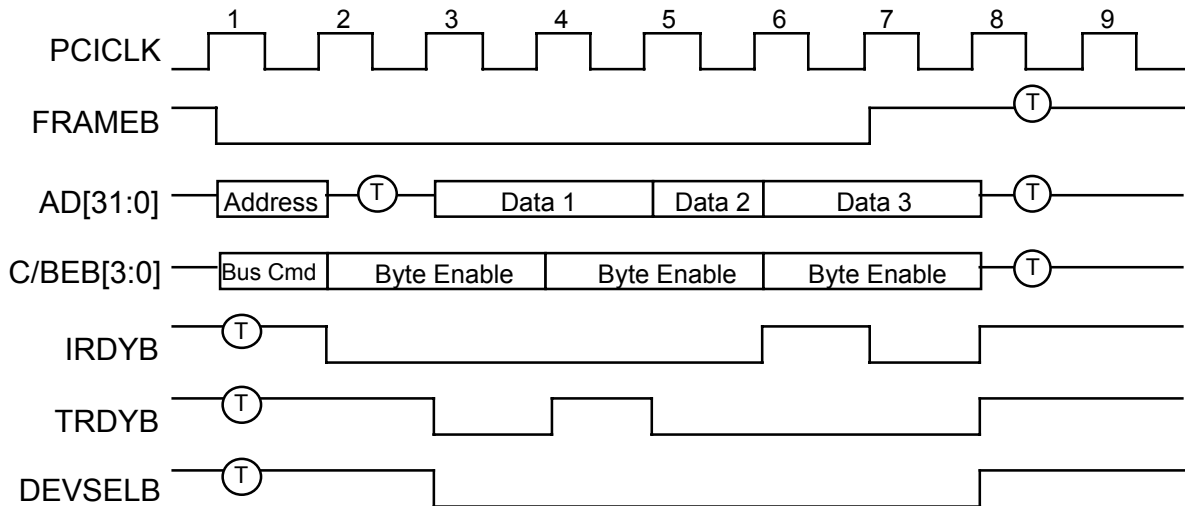 1 2 3 4 5 6 7 8 9
PCICLK
FRAMEB T
AD[31:0] Address T Data 1 Data 2 Data 3 T
C/BEB[3:0] Bus Cmd Byte Enable Byte Enable Byte Enable T
IRDYB T
TRDYB T
DEVSELB T